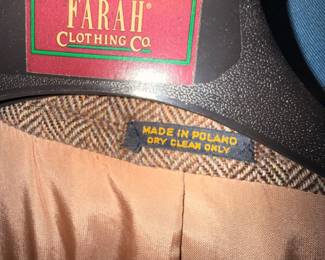 FARAH®
CLOTHING CO.
MADE IN POLAND
DRY CLEAN ONLY